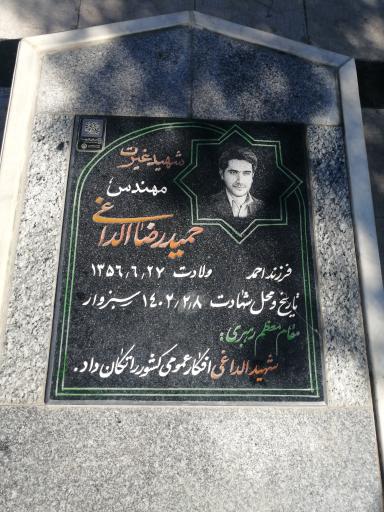 شهید غیرت
مهندس
حمیدرضا الداغی
فرزند احمد ولادت ۱۳۵۶٫۶٫۲۷
تاریخ و محل شهادت ۱۴۰۲٫۲٫۸ سبزوار
مقام معظم رهبری:
شهید الداغی افکار عمومی کشور را تکان داد.